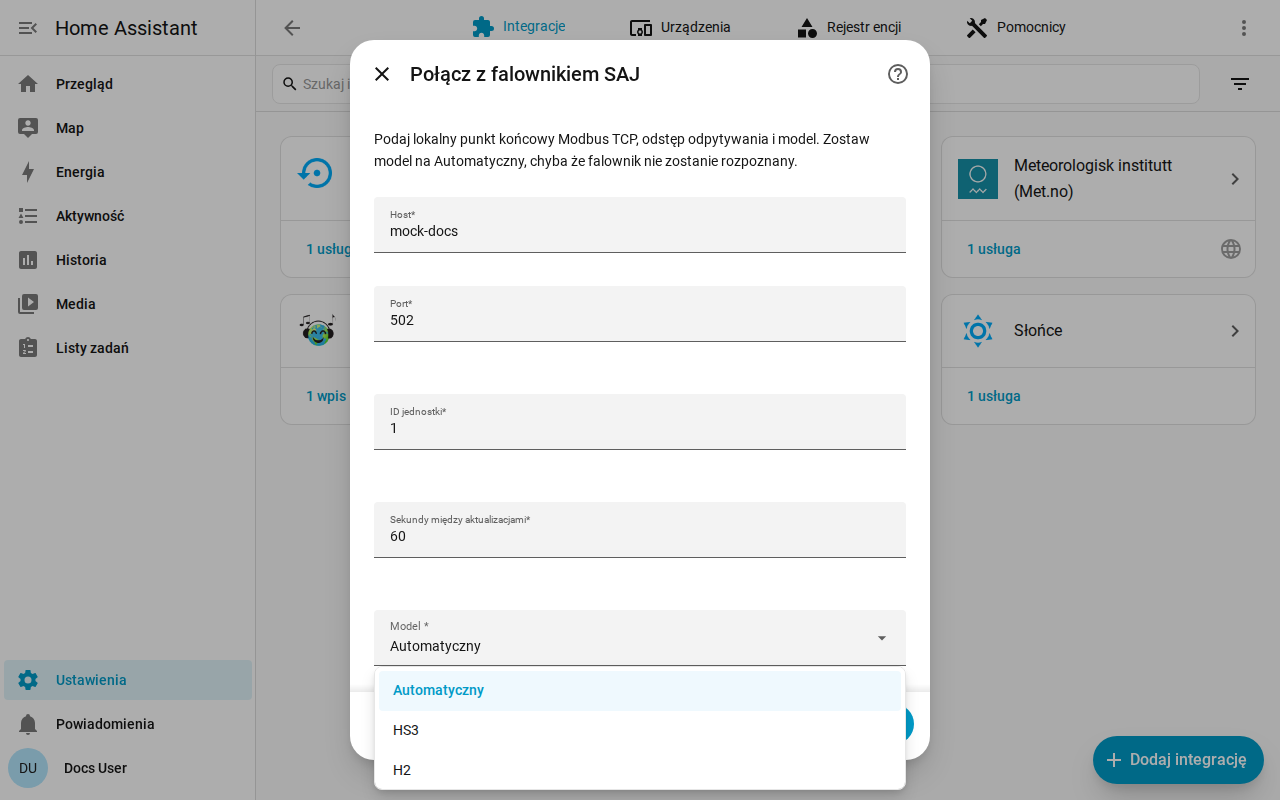 Home Assistant
Integracje
Urządzenia
Rejestr encji
Pomocnicy
Przegląd
Map
Energia
Aktywność
Historia
Media
Listy zadań
Ustawienia
Powiadomienia
DU
Docs User
Szukaj
Połącz z falownikiem SAJ
Podaj lokalny punkt końcowy Modbus TCP, odstęp odpytywania i model. Zostaw
model na Automatyczny, chyba że falownik nie zostanie rozpoznany.
Host*
mock-docs
Port*
502
ID jednostki*
1
Sekundy między aktualizacjami*
60
Model *
Automatyczny
Automatyczny
HS3
H2
1 usług
1 wpis
Meteorologisk institutt
(Met.no)
1 usługa
Słońce
1 usługa
Dodaj integrację